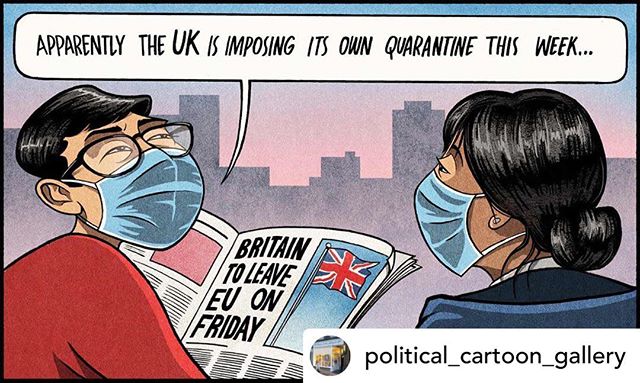 APPARENTLY THE UK IS IMPOSING ITS OWN QUARANTINE THIS WEEK...
BRITAIN
TO LEAVE
EU ON
FRIDAY
political_cartoon_gallery